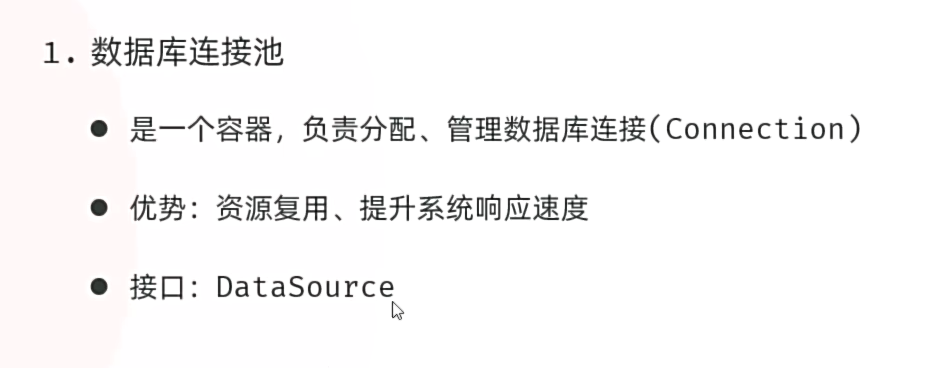 1. 数据库连接池
● 是一个容器，负责分配、管理数据库连接(Connection)
● 优势：资源复用、提升系统响应速度
● 接口：DataSource